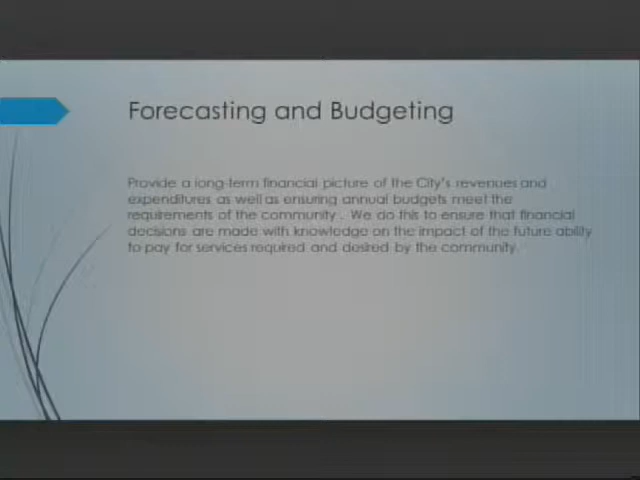 Forecasting and Budgeting
Provide a long-term financial picture of the City's revenues and
expenditures as well as ensuring annual budgets meet the
requirements of the community . We do this to ensure that financial
decisions are made with knowledge on the impact of the future ability
to pay for services required and desired by the community.